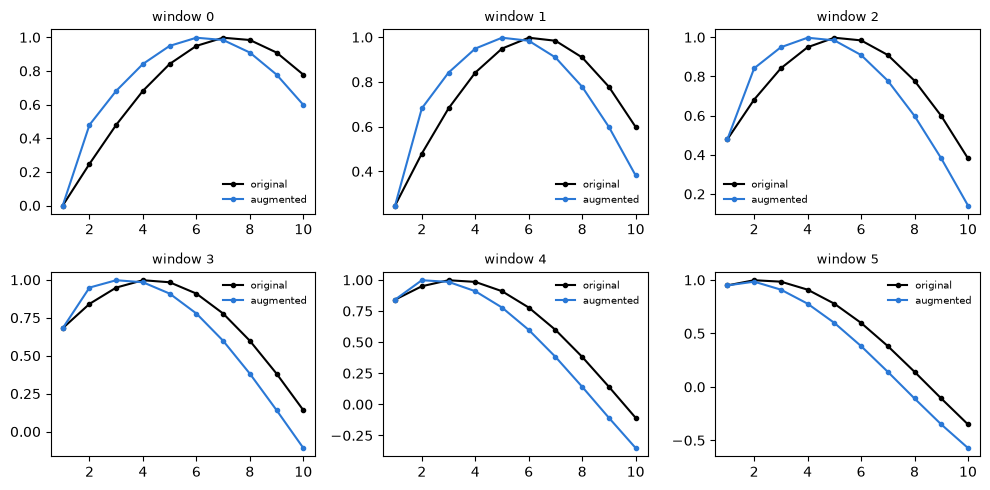 window 0
1.0
0.8
0.6
0.4
0.2
0.0
original
augmented
2 4 6 8 10
window 1
1.0
0.8
0.6
0.4
original
augmented
2 4 6 8 10
window 2
1.0
0.8
0.6
0.4
0.2
original
augmented
2 4 6 8 10
window 3
1.00
0.75
0.50
0.25
0.00
original
augmented
2 4 6 8 10
window 4
1.00
0.75
0.50
0.25
0.00
−0.25
original
augmented
2 4 6 8 10
window 5
1.0
0.5
0.0
−0.5
original
augmented
2 4 6 8 10